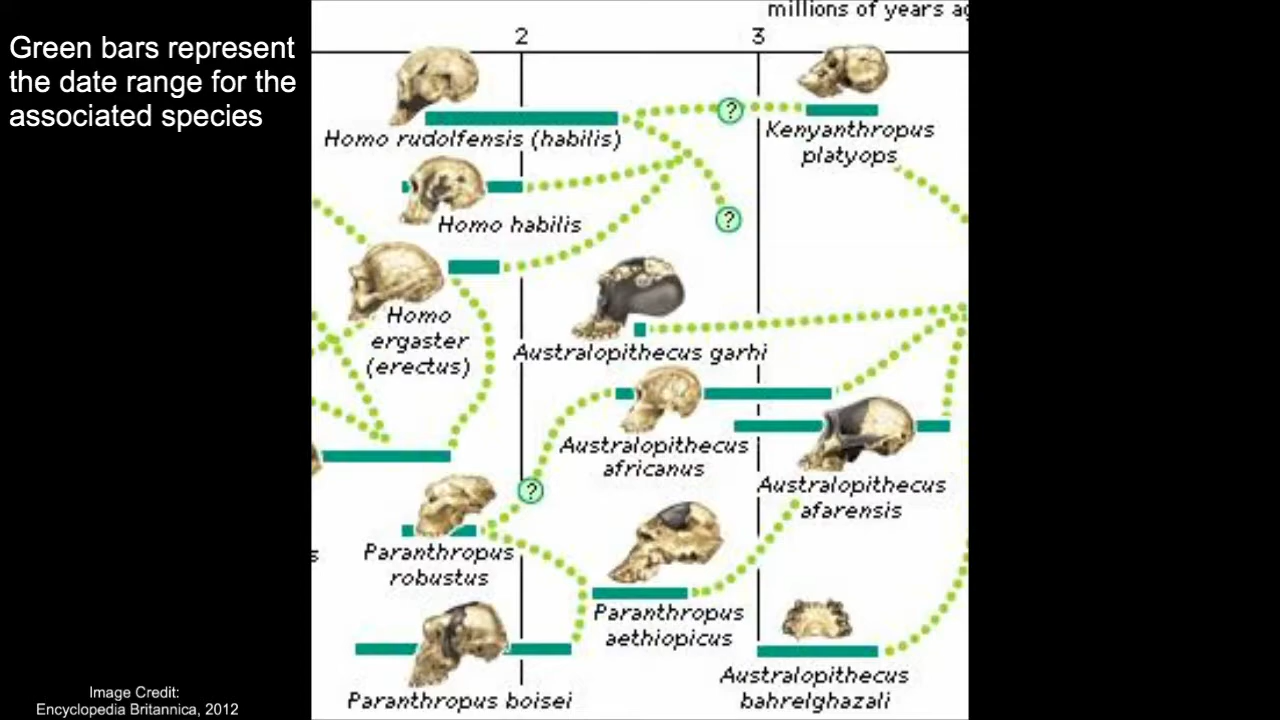 Green bars represent
the date range for the
associated species
millions of years ag
2
3
Homo rudolfensis (habilis)
Kenyanthropus
platyops
Homo habilis
?
?
Homo
ergaster
(erectus)
Australopithecus garhi
Australopithecus
africanus
Australopithecus
afarensis
?
s
Paranthropus
robustus
Paranthropus
aethiopicus
Australopithecus
bahrelghazali
Paranthropus boisei
Image Credit:
Encyclopedia Britannica, 2012